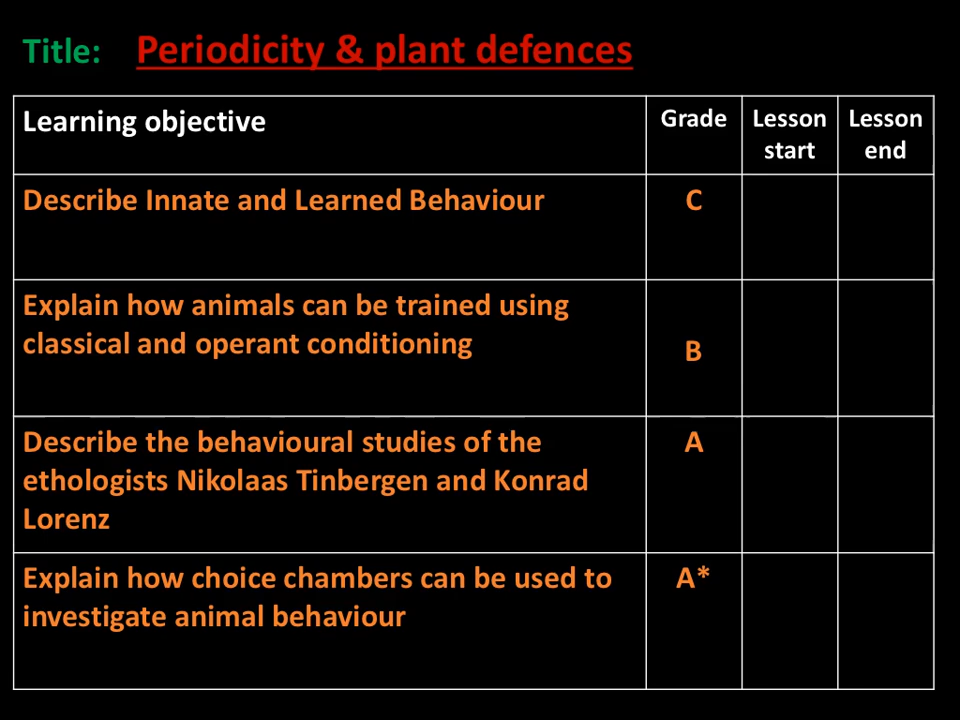 Title: Periodicity & plant defences
Learning objective Grade Lesson start Lesson end
Describe Innate and Learned Behaviour C
Explain how animals can be trained using
classical and operant conditioning B
Describe the behavioural studies of the A
ethologists Nikolaas Tinbergen and Konrad
Lorenz
Explain how choice chambers can be used to A*
investigate animal behaviour